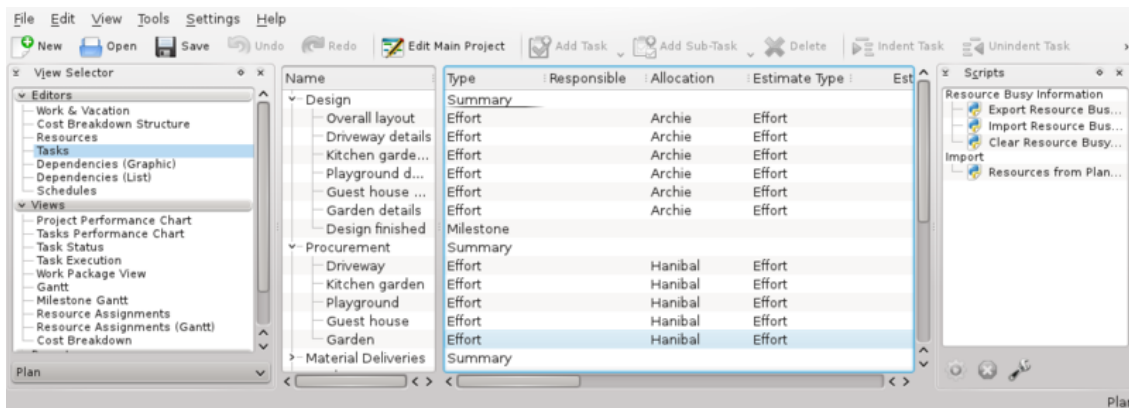 File Edit View Tools Settings Help
New Open Save Undo Redo Edit Main Project Add Task Add Sub-Task Delete Indent Task Unindent Task
View Selector
Editors
Work & Vacation
Cost Breakdown Structure
Resources
Tasks
Dependencies (Graphic)
Dependencies (List)
Schedules
Views
Project Performance Chart
Tasks Performance Chart
Task Status
Task Execution
Work Package View
Gantt
Milestone Gantt
Resource Assignments
Resource Assignments (Gantt)
Cost Breakdown
Plan
Name Type Responsible Allocation Estimate Type Est
Design Summary
Overall layout Effort Archie Effort
Driveway details Effort Archie Effort
Kitchen garde... Effort Archie Effort
Playground d... Effort Archie Effort
Guest house ... Effort Archie Effort
Garden details Effort Archie Effort
Design finished Milestone
Procurement Summary
Driveway Effort Hanibal Effort
Kitchen garden Effort Hanibal Effort
Playground Effort Hanibal Effort
Guest house Effort Hanibal Effort
Garden Effort Hanibal Effort
Material Deliveries Summary
Scripts
Resource Busy Information
Export Resource Bus...
Import Resource Bus...
Clear Resource Busy...
Import
Resources from Plan...
Plan